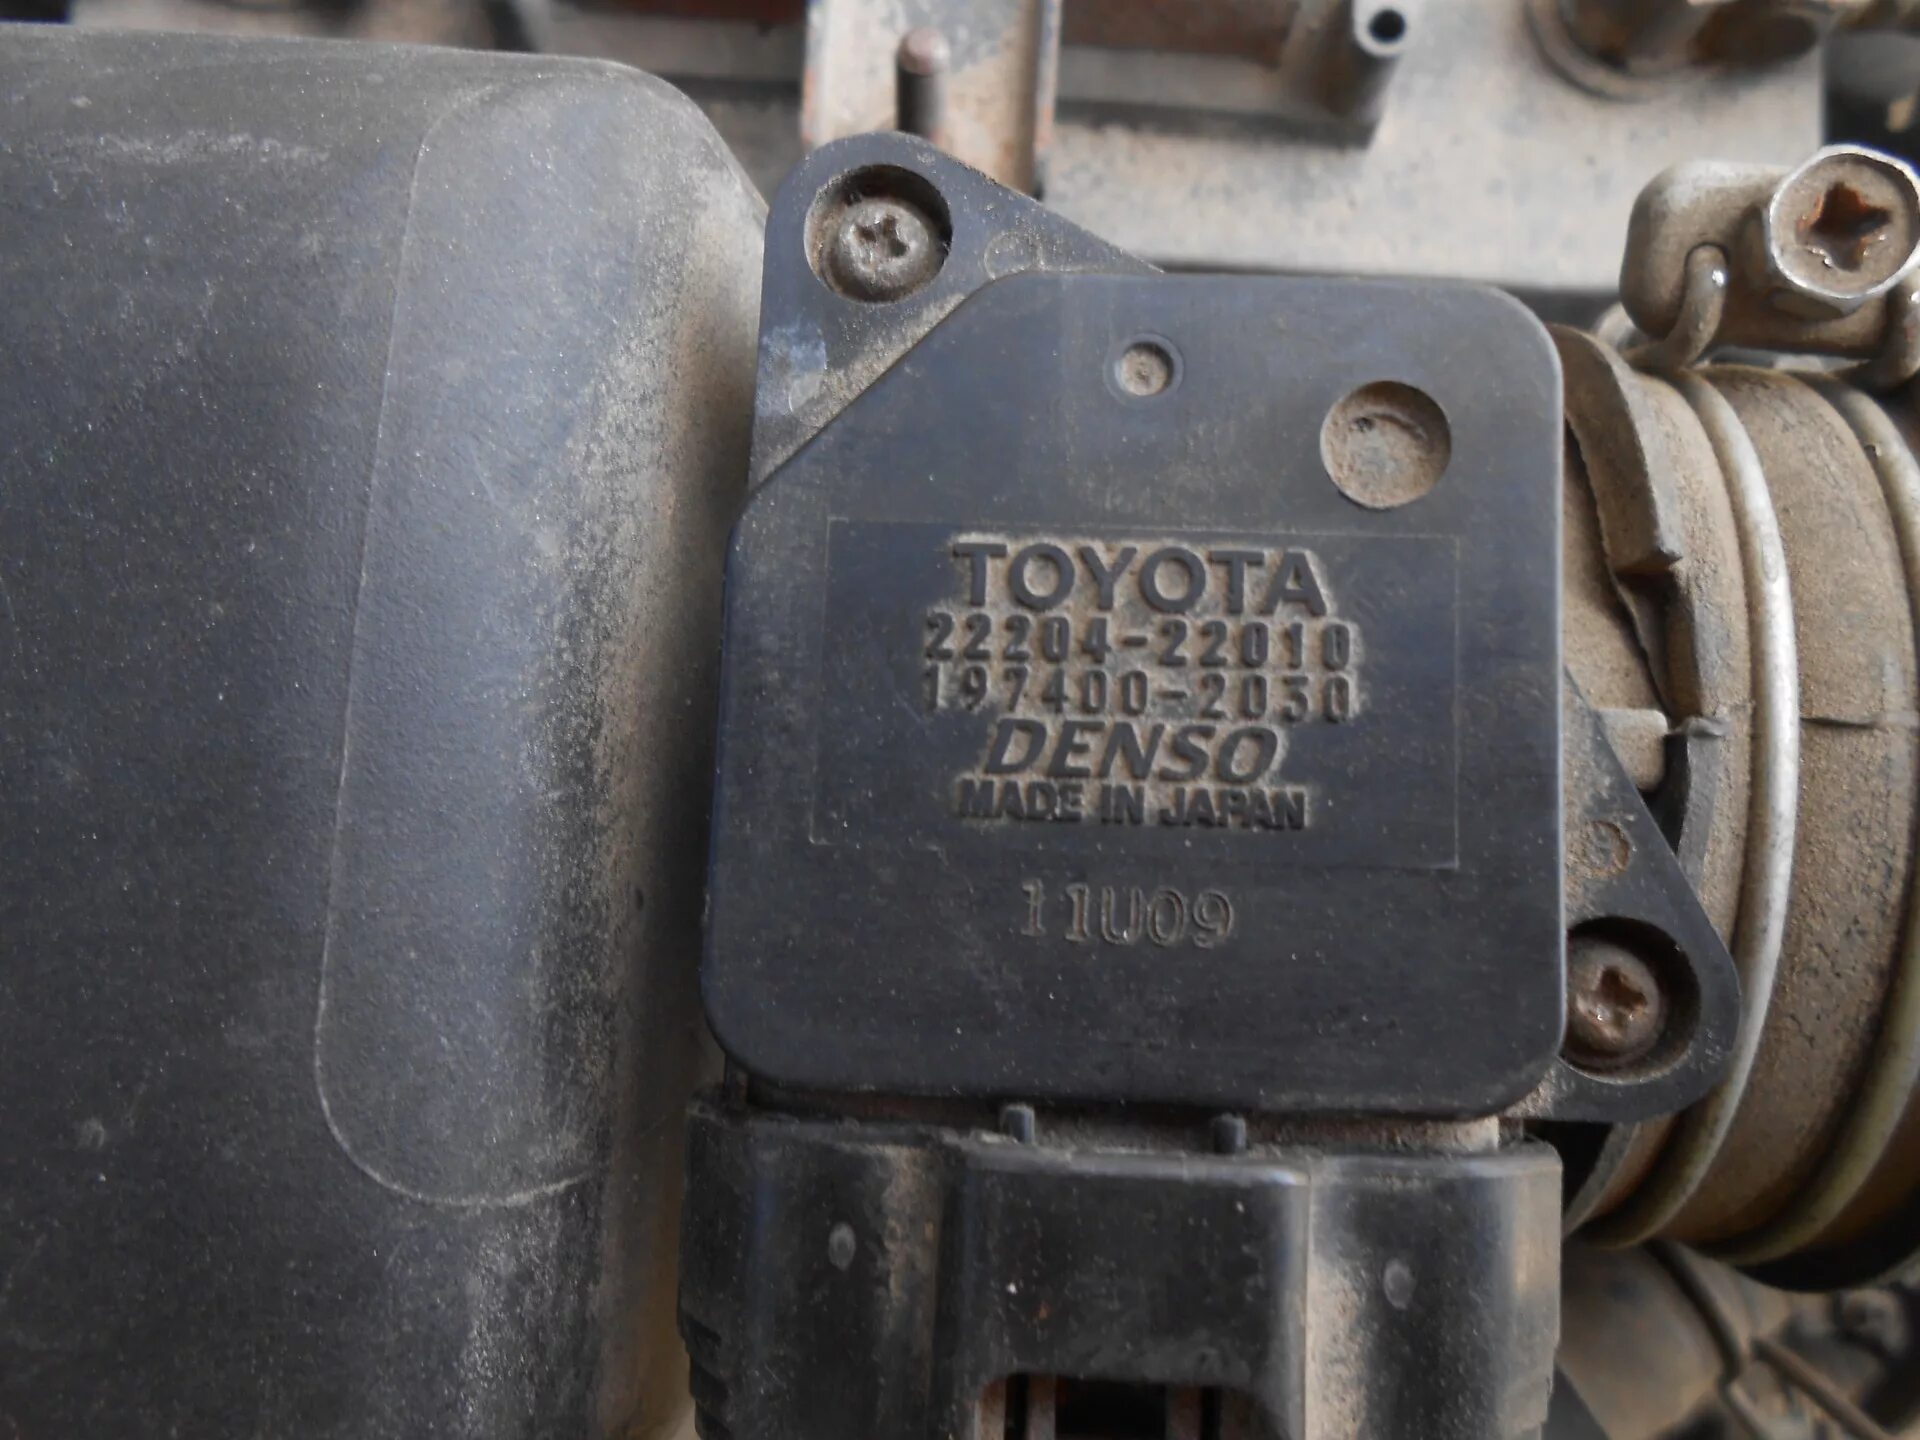 TOYOTA
22204-22010
197400-2030
DENSO
MADE IN JAPAN
11U09